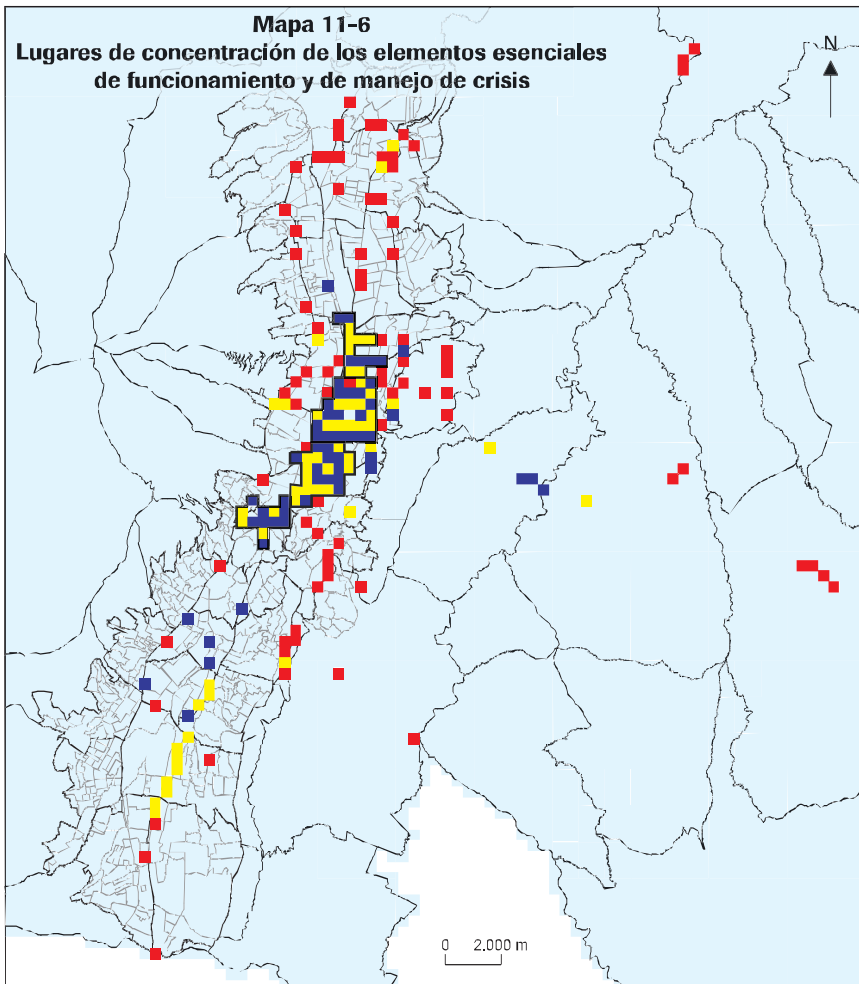 Mapa 11-6
Lugares de concentración de los elementos esenciales
de funcionamiento y de manejo de crisis
N
0 2.000 m